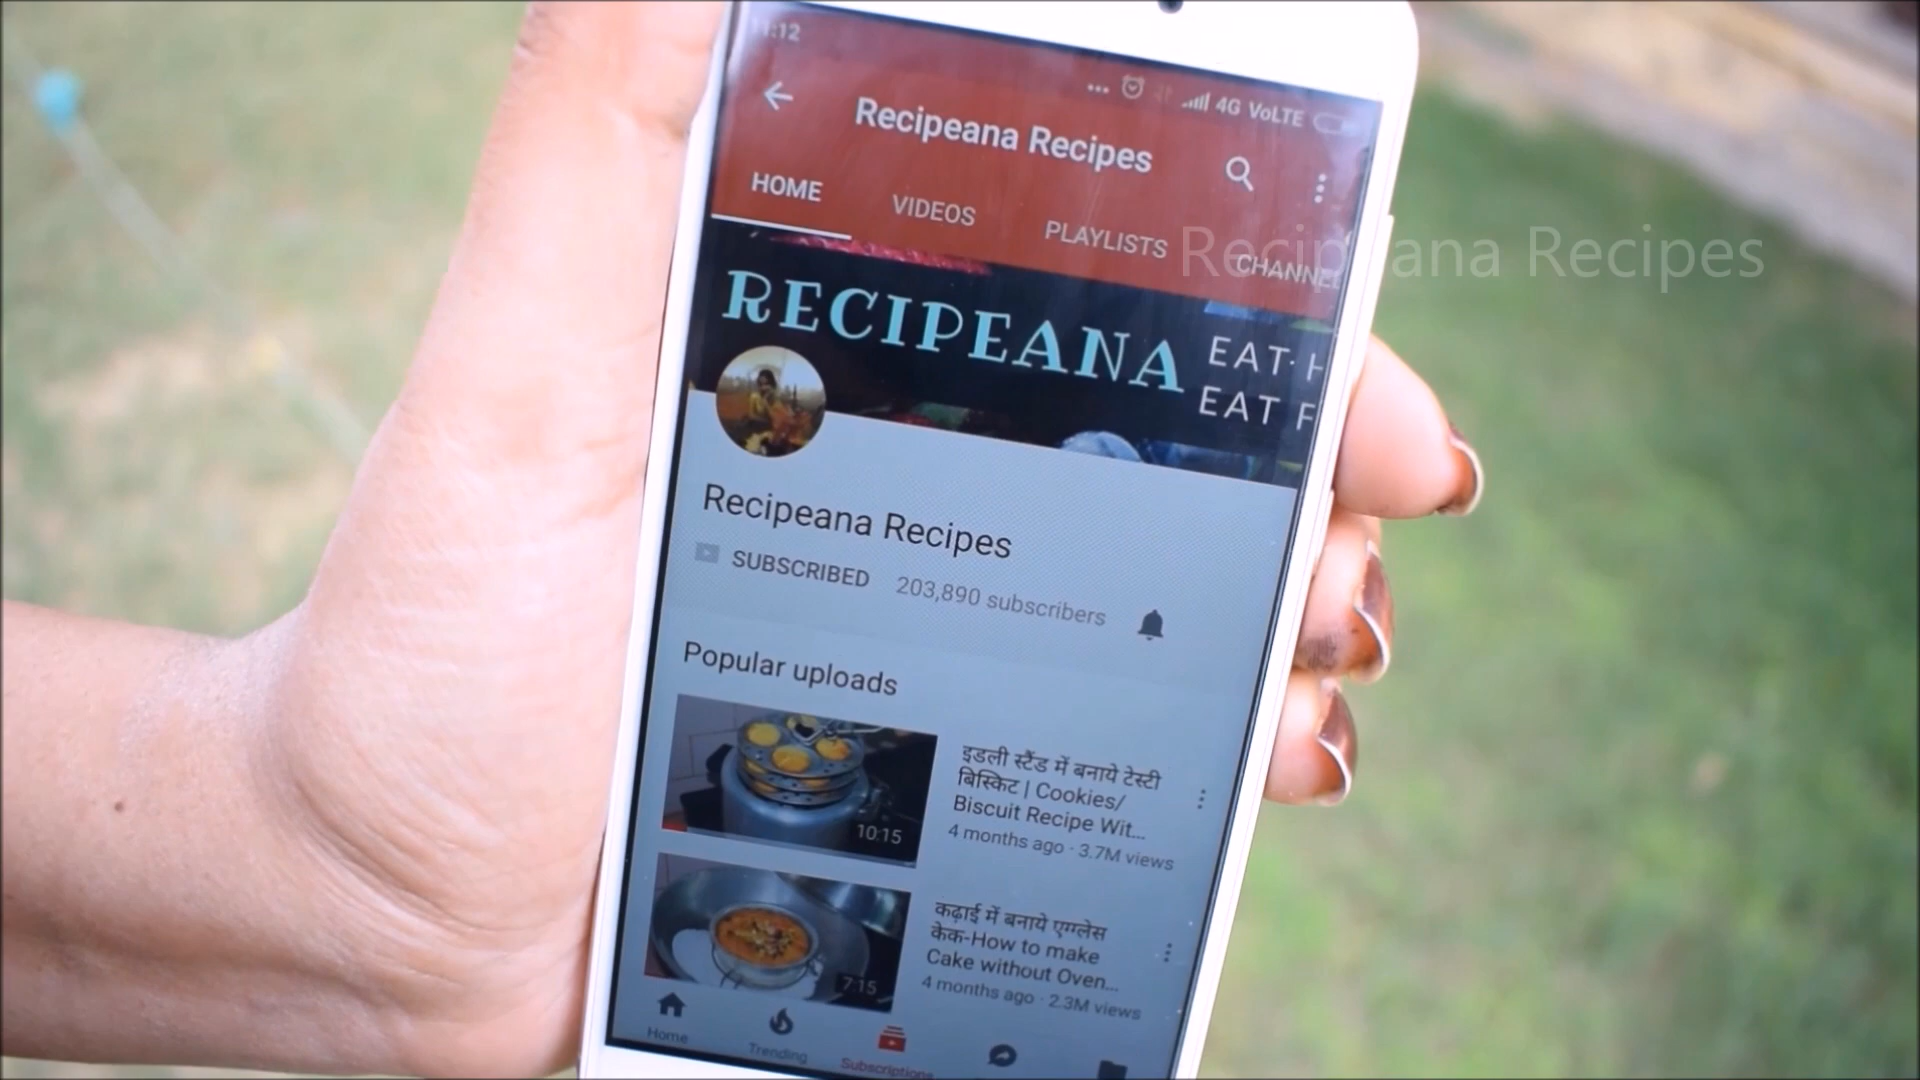 11:12
4G VoLTE
Recipeana Recipes
HOME VIDEOS PLAYLISTS
Recipeana Recipes
RECIPEANA
EAT
EAT F
Recipeana Recipes
SUBSCRIBED 203,890 subscribers
Popular uploads
इडली स्टैंड में बनाये टेस्टी
बिस्किट | Cookies/
Biscuit Recipe Wit...
10:15
4 months ago · 3.7M views
कढ़ाई में बनाये एग्गलेस
केक-How to make
Cake without Oven...
7:15
4 months ago · 2.3M views
Home Trending Subscriptions